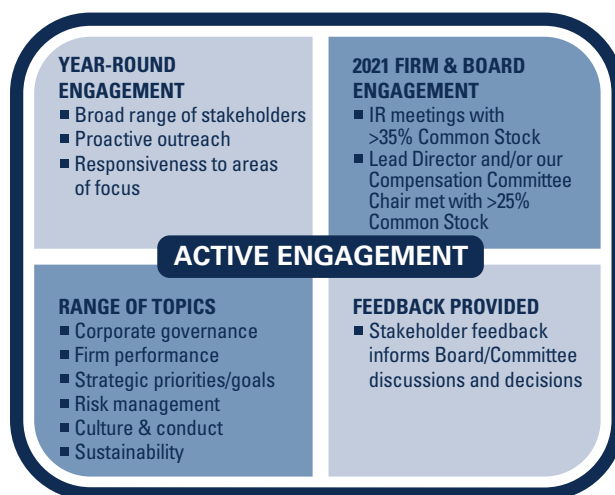 YEAR-ROUND
ENGAGEMENT
■ Broad range of stakeholders
■ Proactive outreach
■ Responsiveness to areas
of focus
2021 FIRM & BOARD
ENGAGEMENT
■ IR meetings with
>35% Common Stock
■ Lead Director and/or our
Compensation Committee
Chair met with >25%
Common Stock
ACTIVE ENGAGEMENT
RANGE OF TOPICS
■ Corporate governance
■ Firm performance
■ Strategic priorities/goals
■ Risk management
■ Culture & conduct
■ Sustainability
FEEDBACK PROVIDED
■ Stakeholder feedback
informs Board/Committee
discussions and decisions